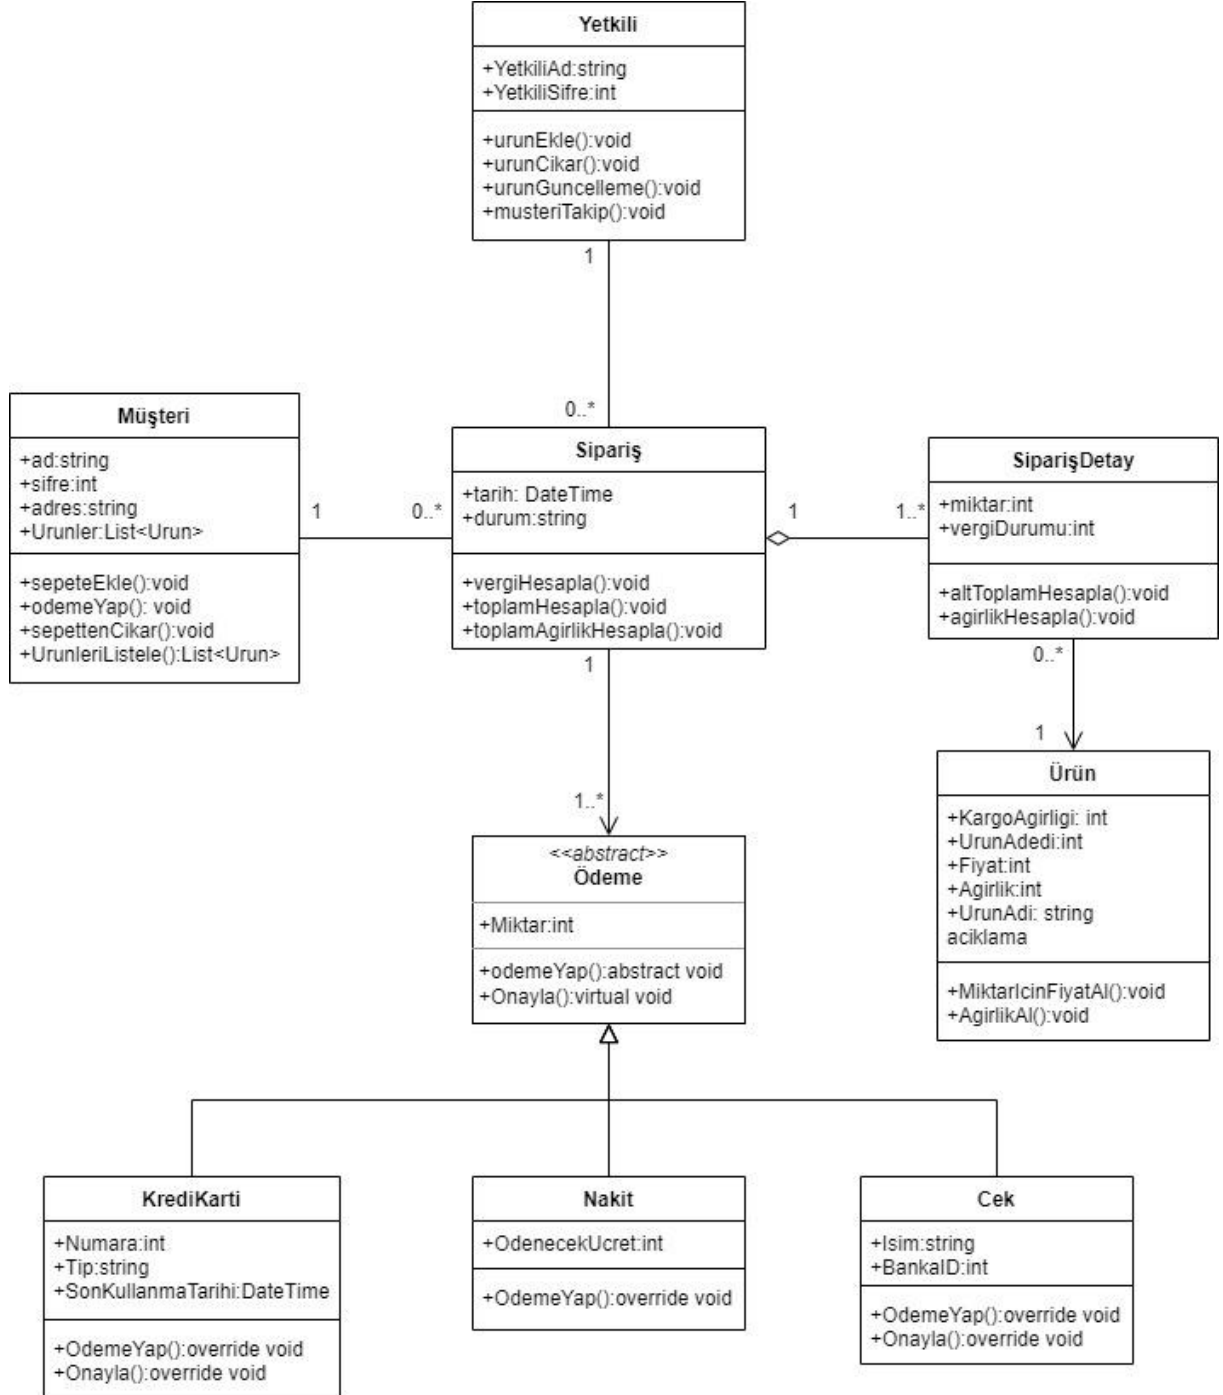 Yetkili
+YetkiliAd:string
+YetkiliSifre:int
+urunEkle():void
+urunCikar():void
+urunGuncelleme():void
+musteriTakip():void
1
0..*
Müşteri
+ad:string
+sifre:int
+adres:string
+Urunler:List<Urun>
+sepeteEkle():void
+odemeYap(): void
+sepettenCikar():void
+UrunleriListele():List<Urun>
1
0..*
Sipariş
+tarih: DateTime
+durum:string
+vergiHesapla():void
+toplamHesapla():void
+toplamAgirlikHesapla():void
1
1..*
SiparişDetay
+miktar:int
+vergiDurumu:int
+altToplamHesapla():void
+agirlikHesapla():void
0..*
1
Ürün
+KargoAgirligi: int
+UrunAdedi:int
+Fiyat:int
+Agirlik:int
+UrunAdi: string
aciklama
+MiktarIcinFiyatAl():void
+AgirlikAl():void
1
1..*
<<abstract>>
Ödeme
+Miktar:int
+odemeYap():abstract void
+Onayla():virtual void
KrediKarti
+Numara:int
+Tip:string
+SonKullanmaTarihi:DateTime
+OdemeYap():override void
+Onayla():override void
Nakit
+OdenecekUcret:int
+OdemeYap():override void
Cek
+Isim:string
+BankaID:int
+OdemeYap():override void
+Onayla():override void